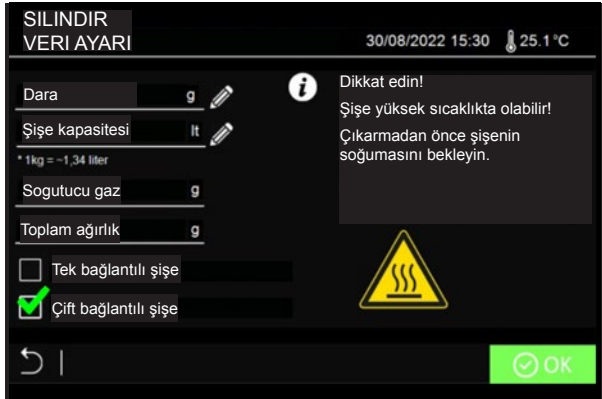 SILINDIR
VERI AYARI
30/08/2022 15:30 25.1°C
Dara g
Şişe kapasitesi lt
* 1kg = ~1,34 liter
Sogutucu gaz g
Toplam ağırlık g
Tek bağlantılı şişe
Çift bağlantılı şişe
i
Dikkat edin!
Şişe yüksek sıcaklıkta olabilir!
Çıkarmadan önce şişenin
soğumasını bekleyin.
OK